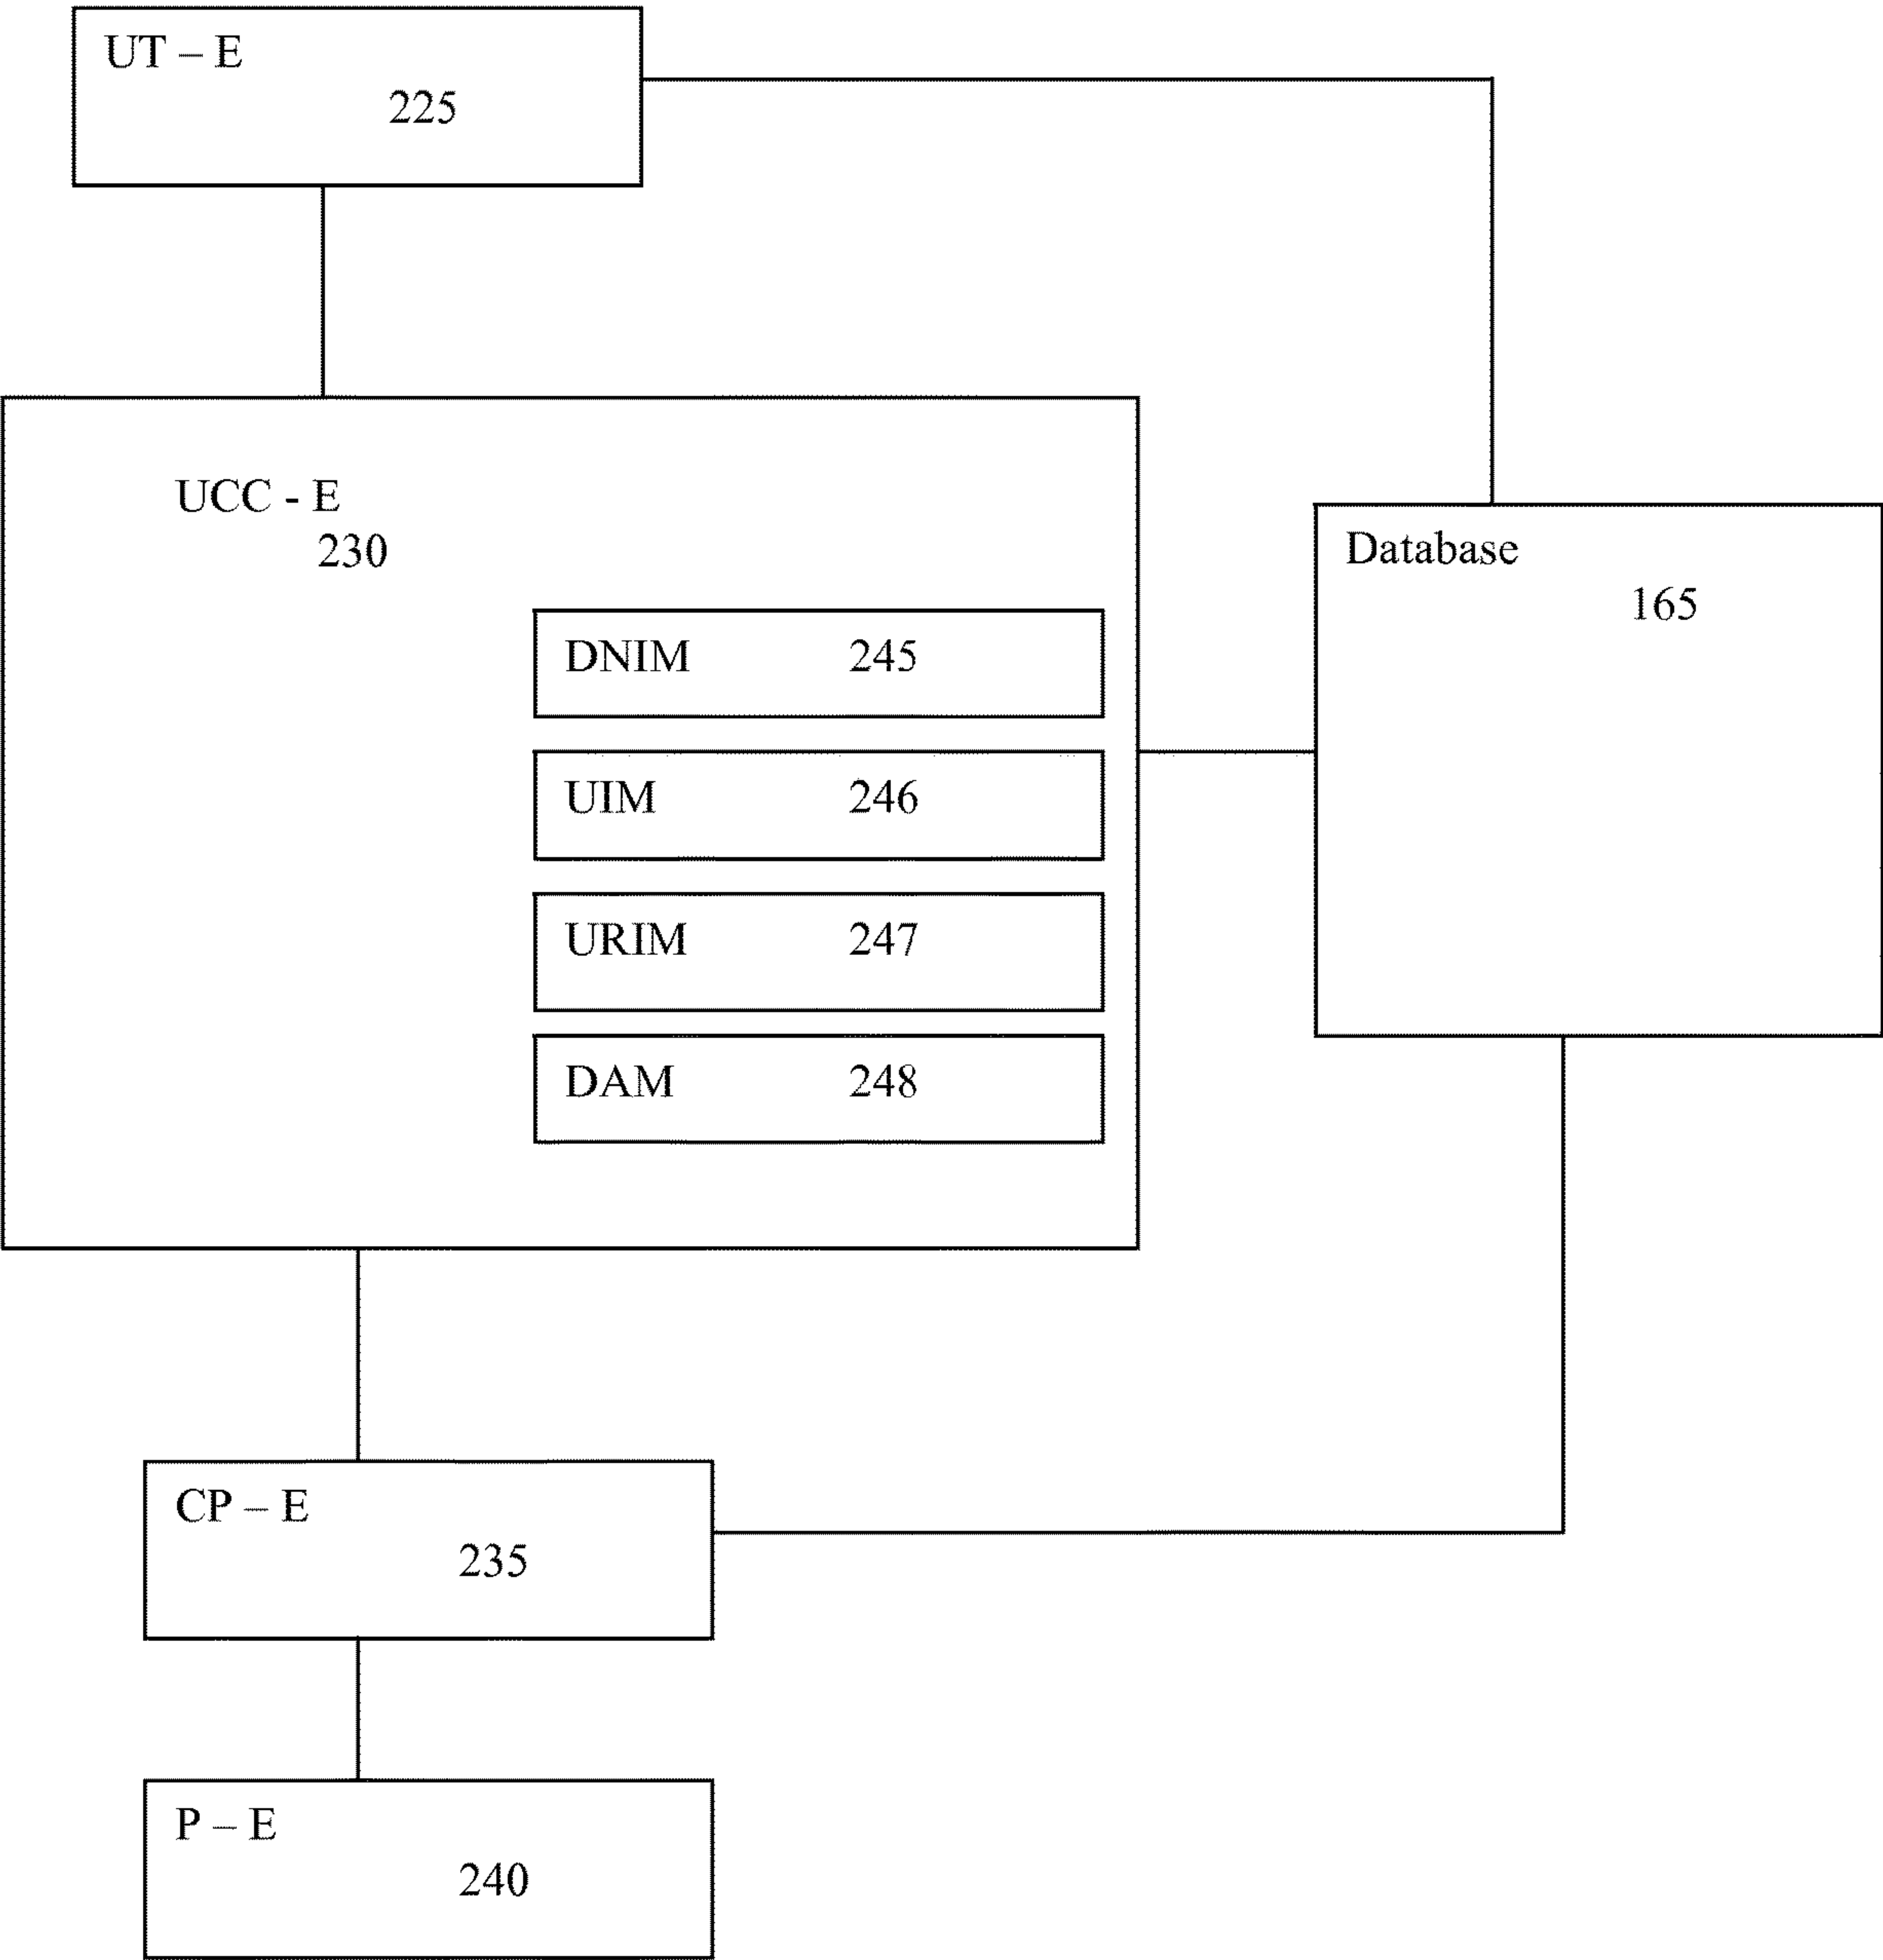 UT – E
225
UCC - E
230
Database
165
DNIM 245
UIM 246
URIM 247
DAM 248
CP – E
235
P – E
240